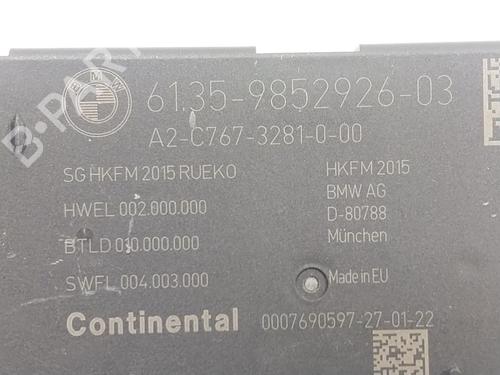 BMW
61.35-9852926-03
A2-C767-3281-0-00
SG HKFM 2015 RUEKO
HWEL 002.000.000
BTLD 010.000.000
SWFL 004.003.000
HKFM 2015
BMW AG
D-80788
München
Made in EU
Continental
0007690597-27-01-22
B-PARTS